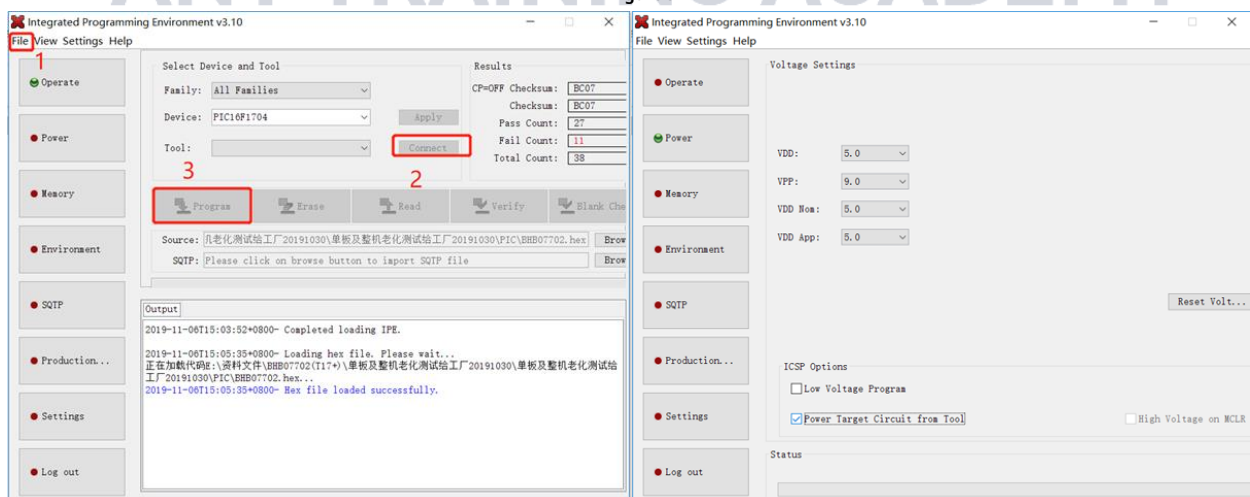 ANT TRAINING ACADEMY
Integrated Programming Environment v3.10
File View Settings Help
1
Operate
Power
Memory
Environment
SQTP
Production...
Settings
Log out
Select Device and Tool
Family: All Families
Device: PIC16F1704
Apply
Tool:
Connect
3
2
Results
CP=OFF Checksum: BC07
Checksum: BC07
Pass Count: 27
Fail Count: 11
Total Count: 38
Program Erase Read Verify Blank Che
Source: 几老化测试给工厂20191030\单板及整机老化测试给工厂20191030\PIC\BHB07702.hex Brow
SQTP: Please click on browse button to import SQTP file Brow
Output
2019-11-06T15:03:52+0800- Completed loading IPE.
2019-11-06T15:05:35+0800- Loading hex file. Please wait...
正在加载代码E:\资料文件\BHB07702(T17+)\单板及整机老化测试给工厂20191030\单板及整机老化测试给
工厂20191030\PIC\BHB07702.hex...
2019-11-06T15:05:35+0800- Hex file loaded successfully.
Integrated Programming Environment v3.10
File View Settings Help
Operate
Power
Memory
Environment
SQTP
Production...
Settings
Log out
Voltage Settings
VDD: 5.0
VPP: 9.0
VDD Nom: 5.0
VDD App: 5.0
Reset Volt...
ICSP Options
Low Voltage Program
Power Target Circuit from Tool
High Voltage on MCLR
Status